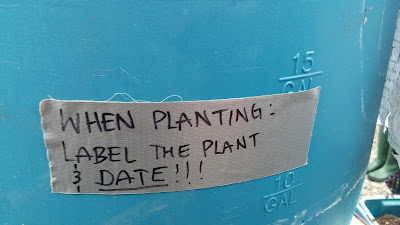 15
GAL
WHEN PLANTING:
LABEL THE PLANT
& DATE!!!
10
GAL